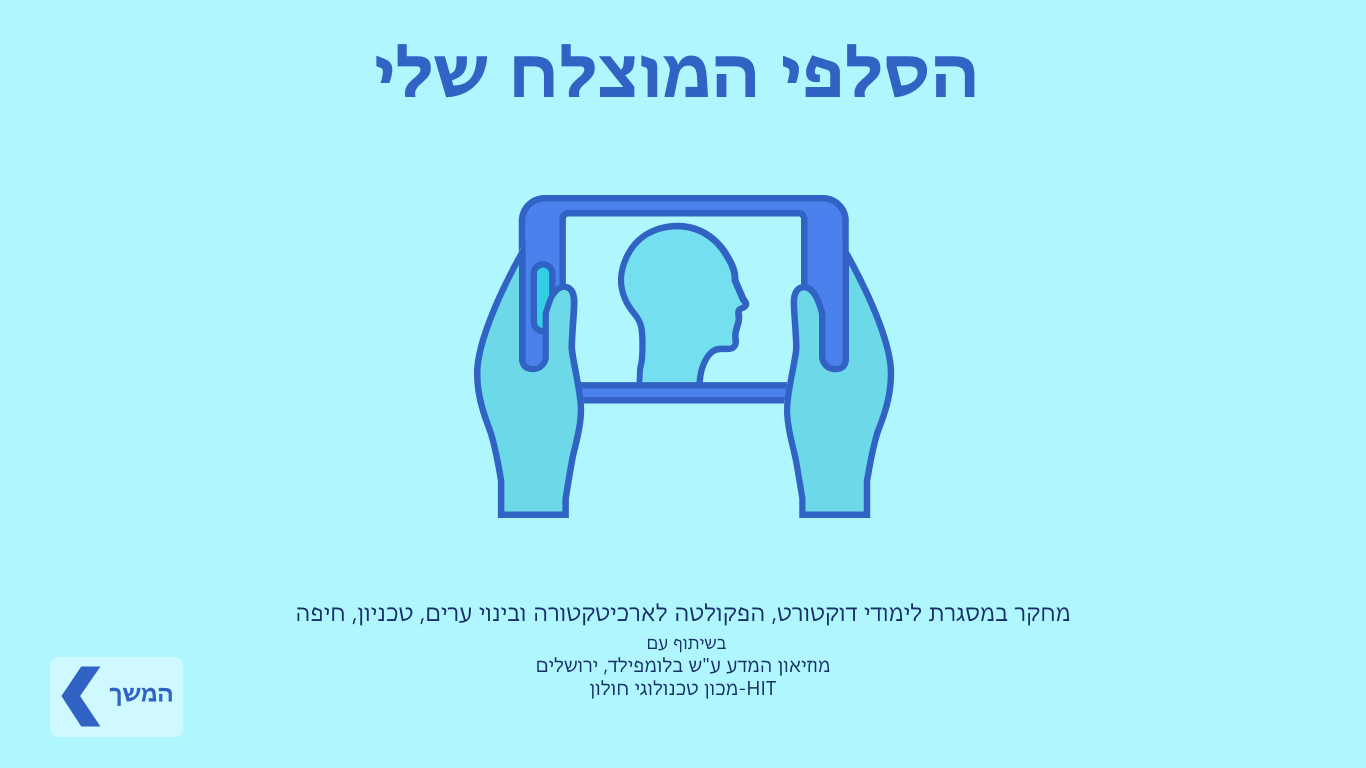 הסלפי המוצלח שלי
מחקר במסגרת לימודי דוקטורט, הפקולטה לארכיטקטורה ובינוי ערים, טכניון, חיפה
בשיתוף עם
מוזיאון המדע ע"ש בלומפילד, ירושלים
HIT-מכון טכנולוגי חולון
המשך